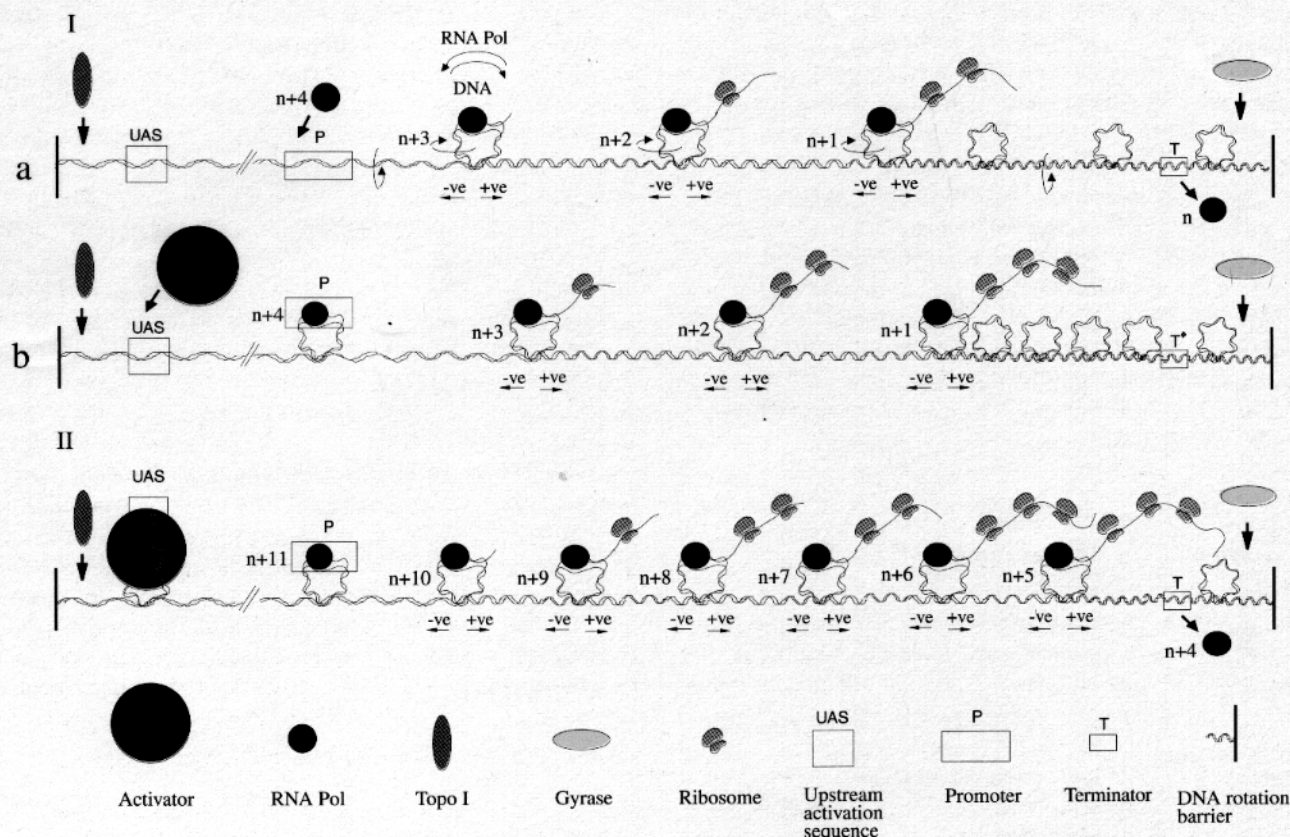 I
RNA Pol
DNA
n+4
UAS
P
n+3
n+2
n+1
a
T
-ve +ve
-ve +ve
-ve +ve
n
P
UAS
n+4
n+3
n+2
n+1
b
T
-ve +ve
-ve +ve
-ve +ve
II
UAS
P
n+11
n+10
n+9
n+8
n+7
n+6
n+5
T
-ve +ve
-ve +ve
-ve +ve
-ve +ve
-ve +ve
-ve +ve
n+4
UAS
P
T
Activator
RNA Pol
Topo I
Gyrase
Ribosome
Upstream
activation
sequence
Promoter
Terminator
DNA rotation
barrier